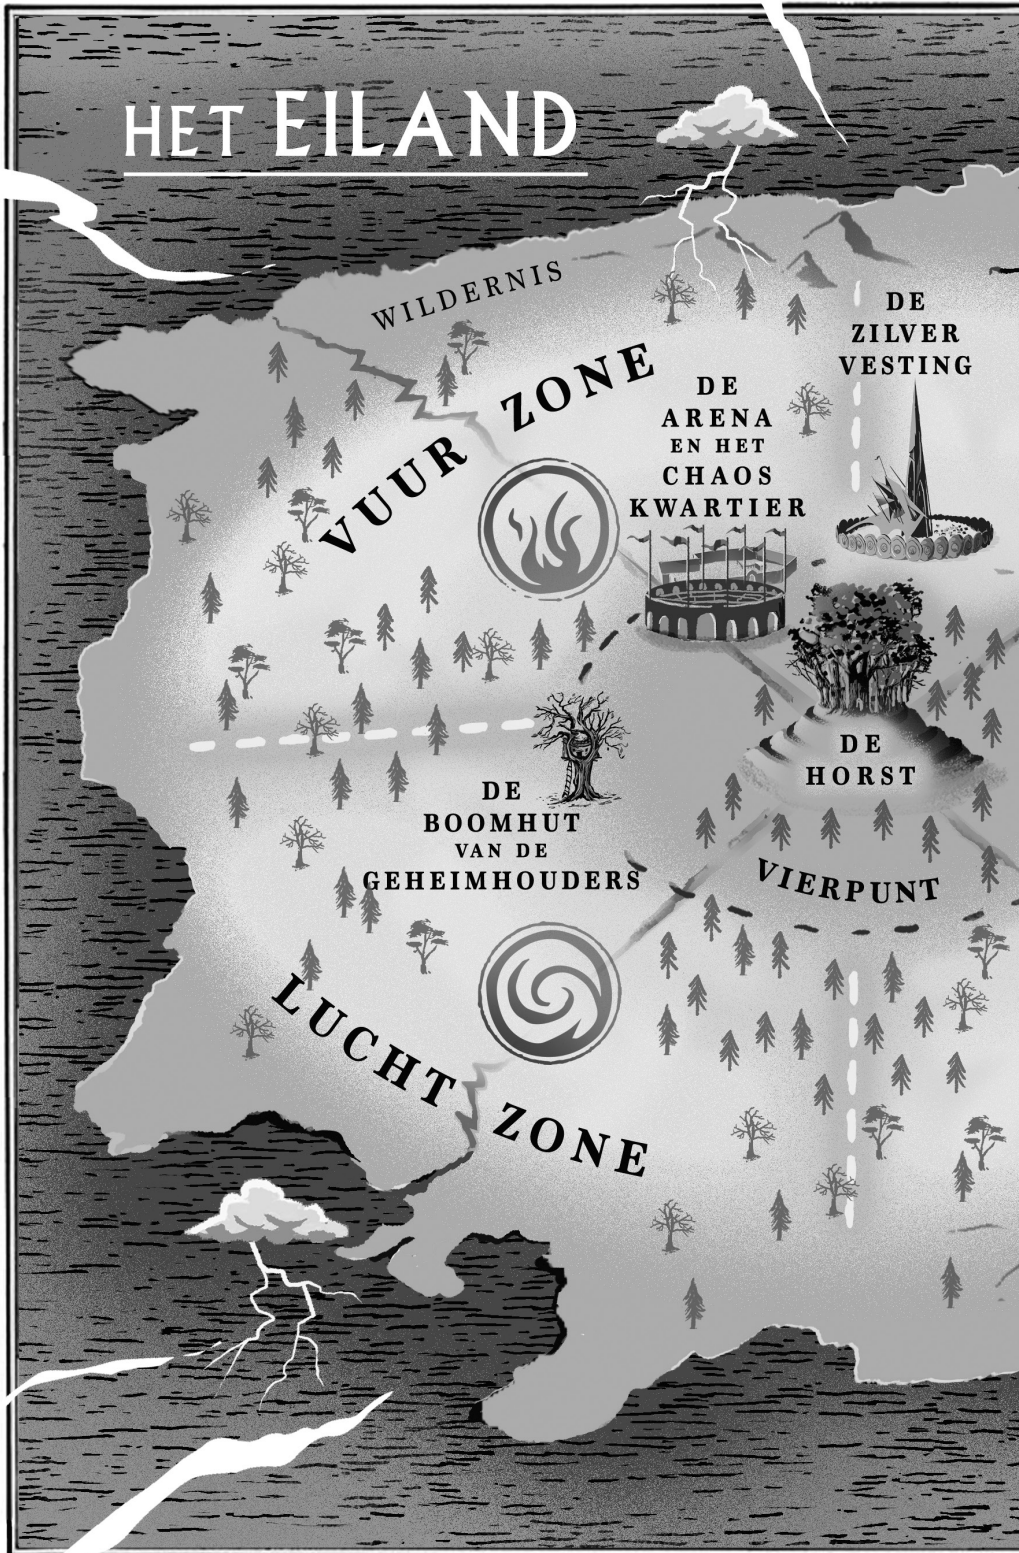 HET EILAND
WILDERNIS
VUUR ZONE
DE
ZILVER
VESTING
DE
ARENA
EN HET
CHAOS
KWARTIER
DE
HORST
DE
BOOMHUT
VAN DE
GEHEIMHOUDERS
VIERPUNT
LUCHT ZONE